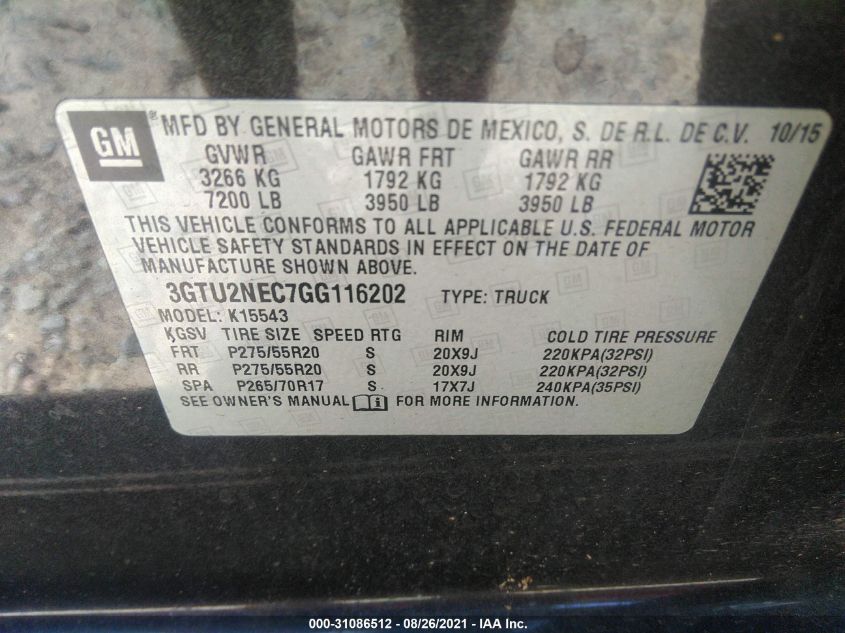 GM ® MFD BY GENERAL MOTORS DE MEXICO, S. DE R.L. DE C.V. 10/15
GVWR GAWR FRT GAWR RR
3266 KG 1792 KG 1792 KG
7200 LB 3950 LB 3950 LB
THIS VEHICLE CONFORMS TO ALL APPLICABLE U.S. FEDERAL MOTOR
VEHICLE SAFETY STANDARDS IN EFFECT ON THE DATE OF
MANUFACTURE SHOWN ABOVE.
3GTU2NEC7GG116202 TYPE: TRUCK
MODEL: K15543
KGSV TIRE SIZE SPEED RTG RIM COLD TIRE PRESSURE
FRT P275/55R20 S 20X9J 220KPA(32PSI)
RR P275/55R20 S 20X9J 220KPA(32PSI)
SPA P265/70R17 S 17X7J 240KPA(35PSI)
SEE OWNER'S MANUAL i FOR MORE INFORMATION.
000-31086512 - 08/26/2021 - IAA Inc.